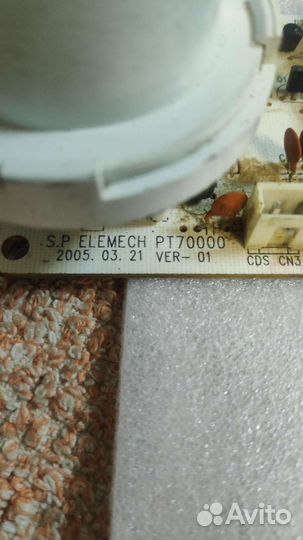 S.P ELEMECH PT70000
2005. 03. 21 VER- 01
CDS CN3
Avito